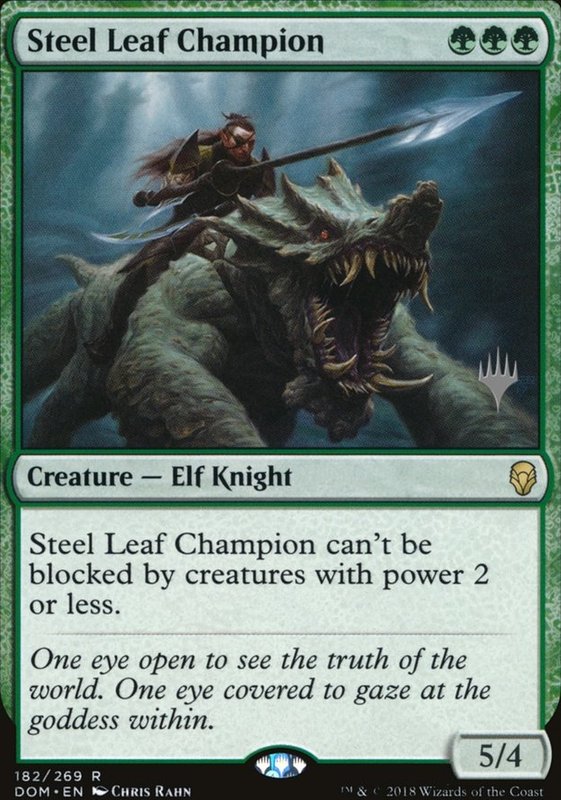 Steel Leaf Champion
Creature — Elf Knight
Steel Leaf Champion can't be
blocked by creatures with power 2
or less.
One eye open to see the truth of the
world. One eye covered to gaze at the
goddess within.
5/4
182/269 R
DOM • EN Chris Rahn
™ & © 2018 Wizards of the Coast